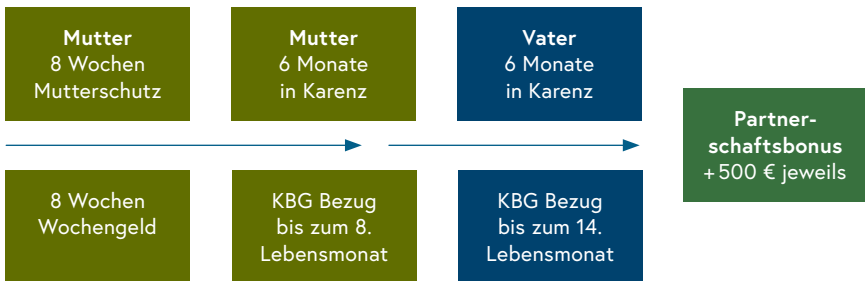 Mutter
8 Wochen
Mutterschutz
Mutter
6 Monate
in Karenz
Vater
6 Monate
in Karenz
Partner-
schaftsbonus
+ 500 € jeweils
8 Wochen
Wochengeld
KBG Bezug
bis zum 8.
Lebensmonat
KBG Bezug
bis zum 14.
Lebensmonat